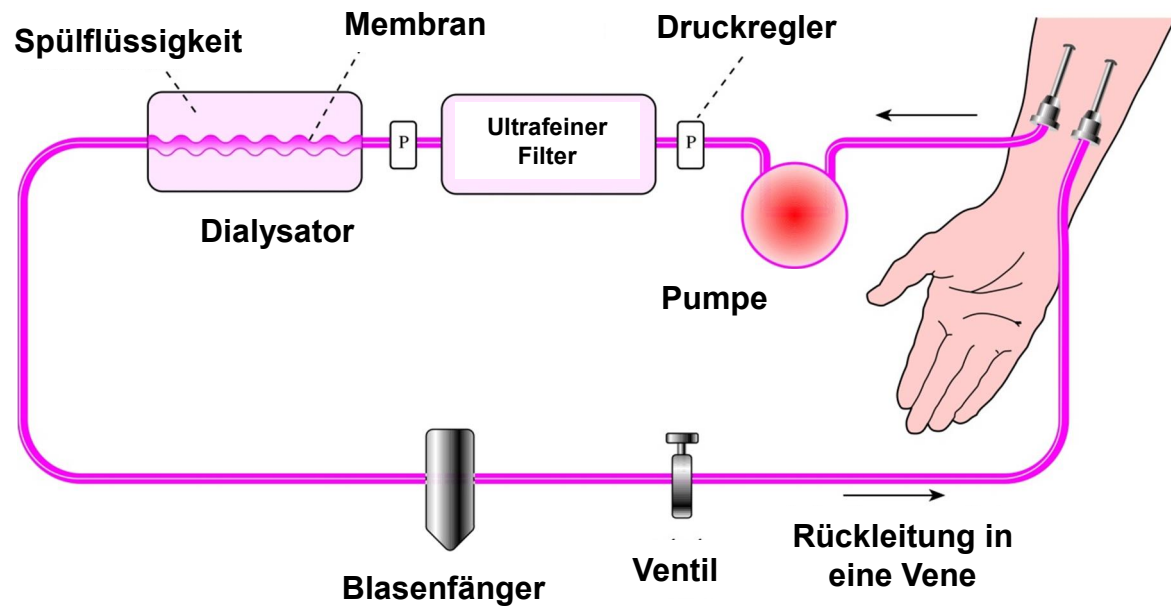 Spülflüssigkeit
Membran
Druckregler
P
Ultrafeiner
Filter
P
Dialysator
Pumpe
Blasenfänger
Ventil
Rückleitung in
eine Vene